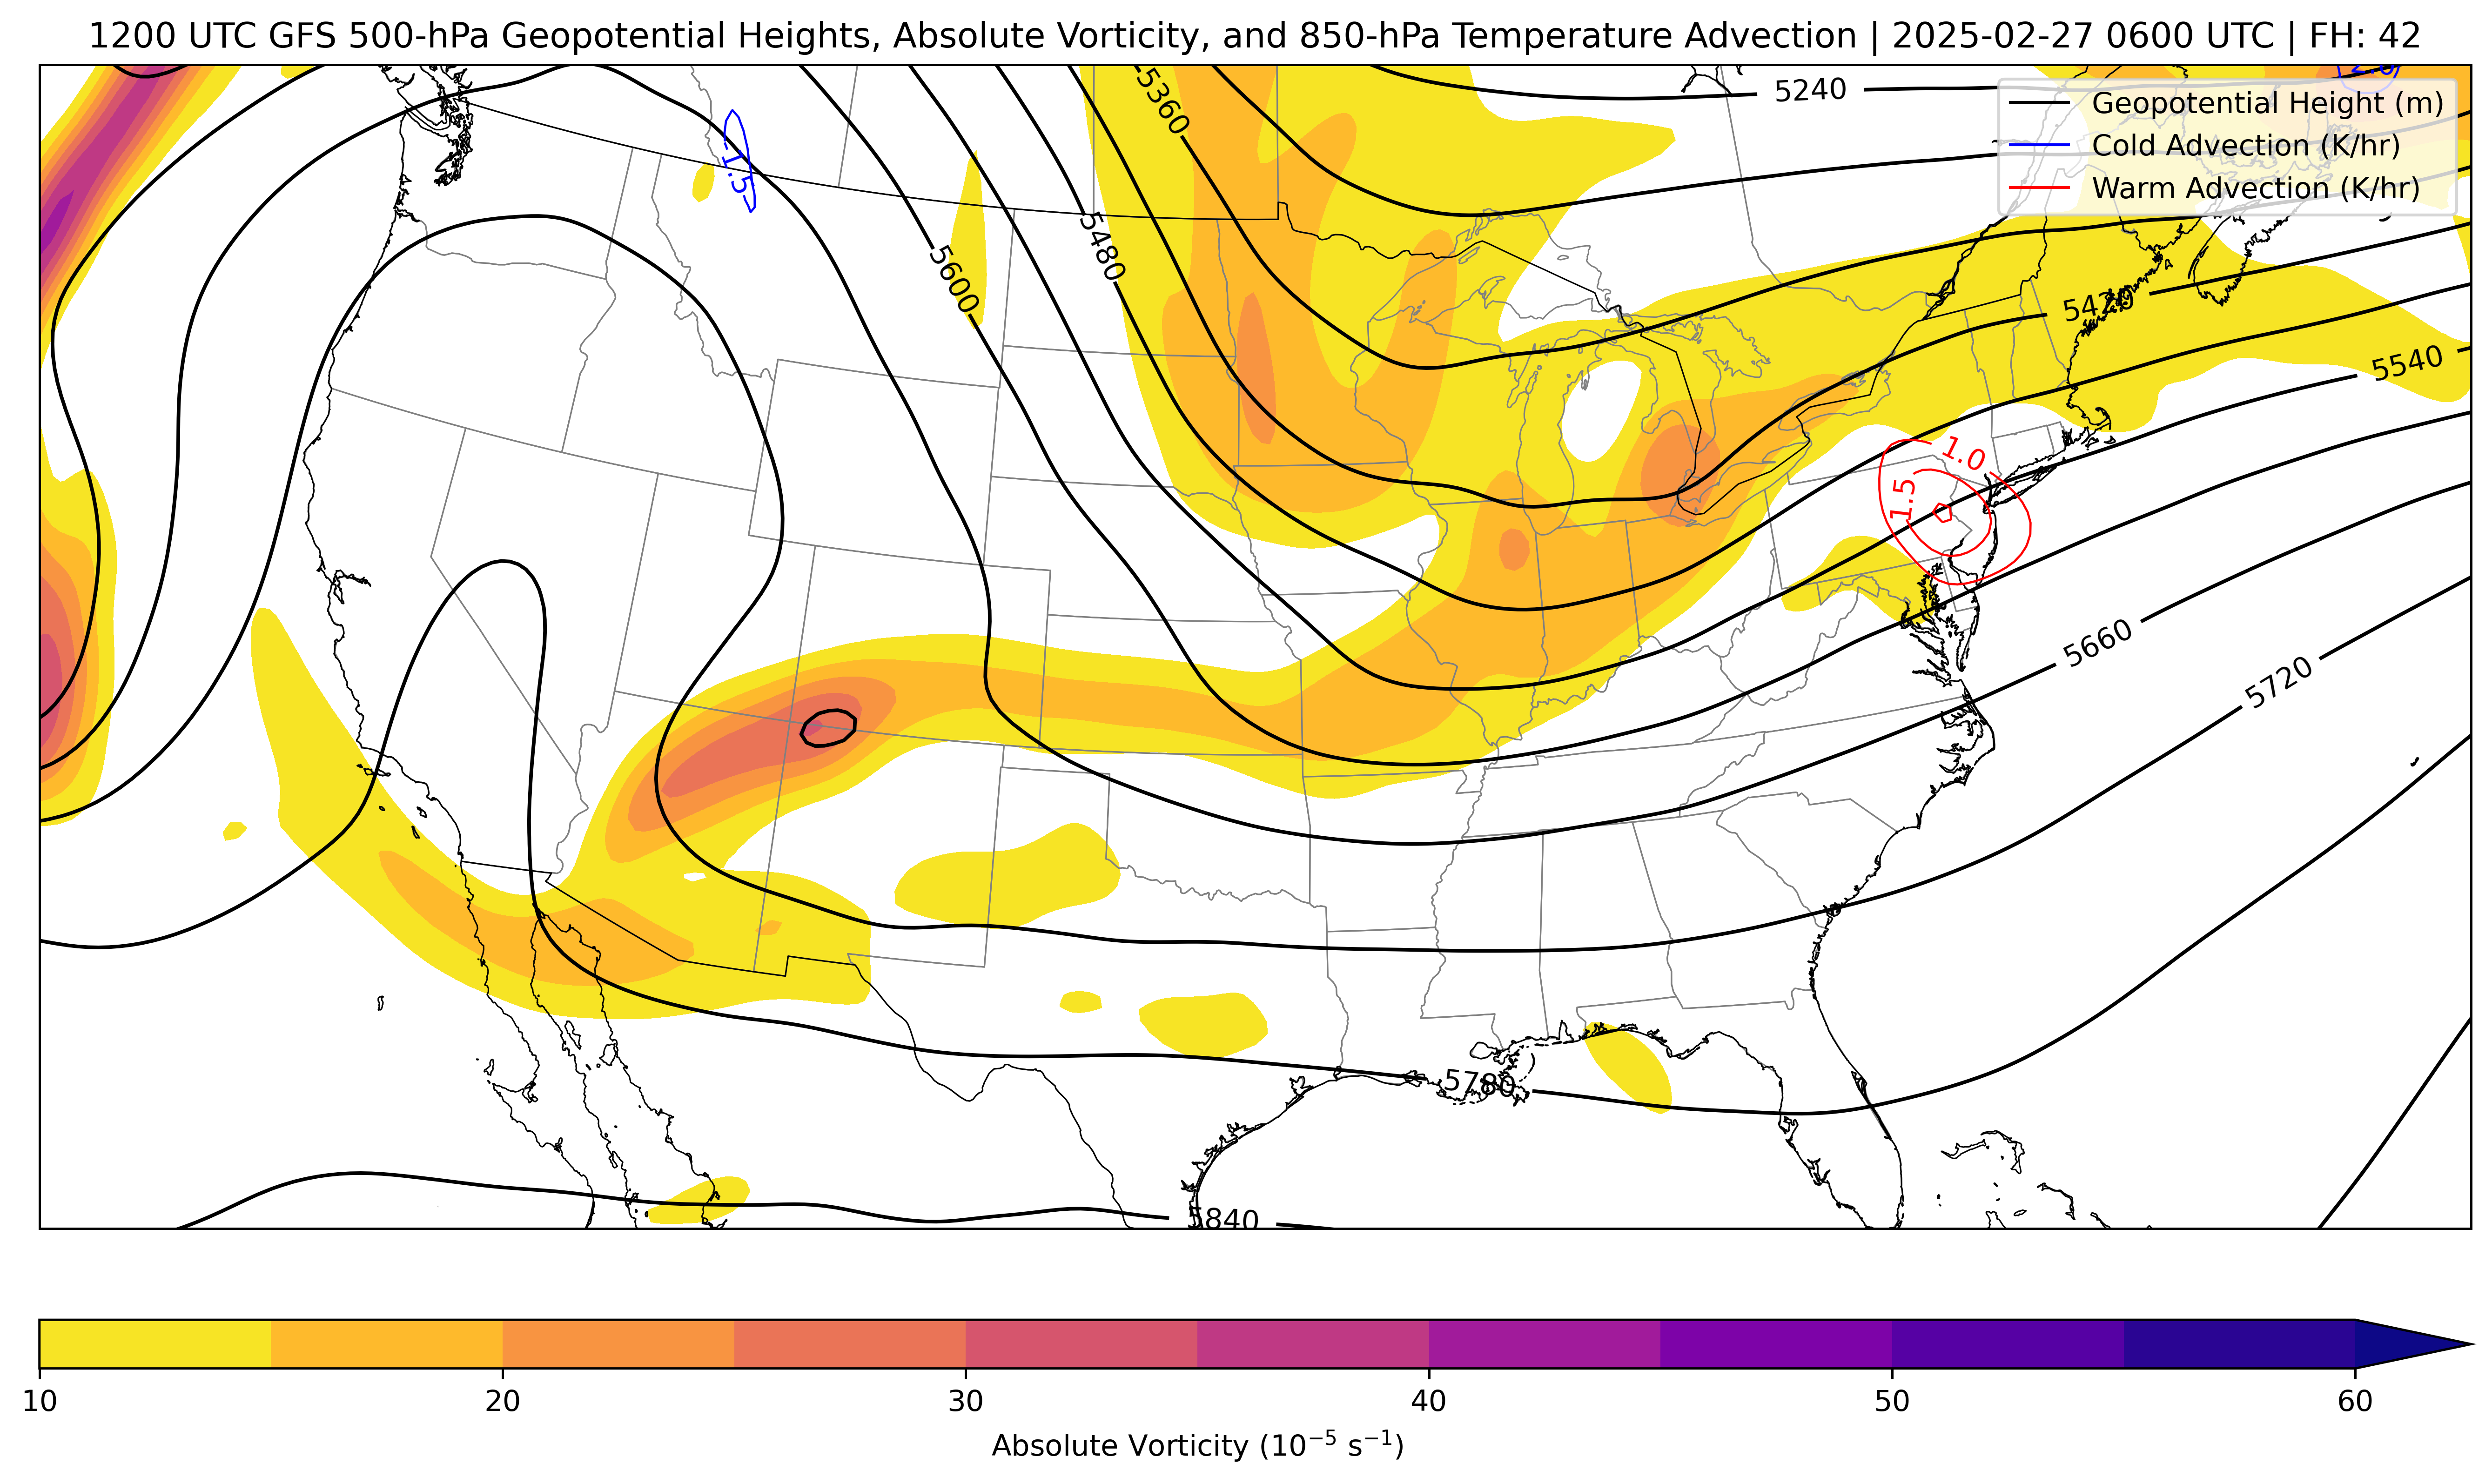 1200 UTC GFS 500-hPa Geopotential Heights, Absolute Vorticity, and 850-hPa Temperature Advection | 2025-02-27 0600 UTC | FH: 42
5240
Geopotential Height (m)
Cold Advection (K/hr)
Warm Advection (K/hr)
5360
-1.5
5480
5600
5420
5540
1.0
1.5
5660
5720
5780
5840
10 20 30 40 50 60
Absolute Vorticity (10⁻⁵ s⁻¹)